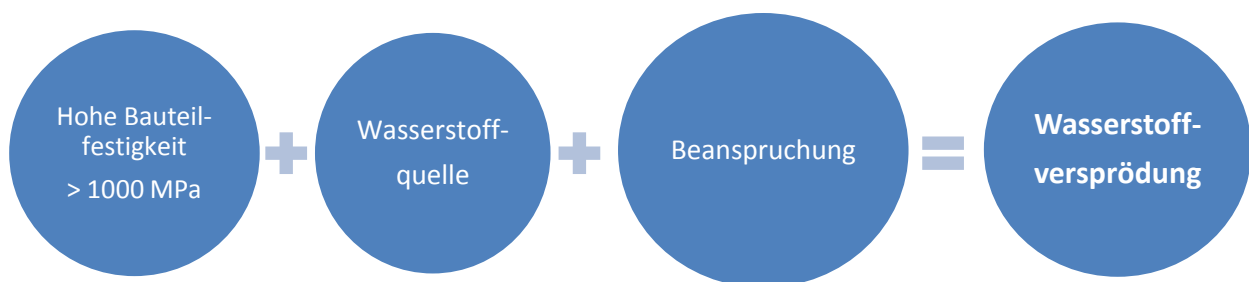 Hohe Bauteil-
festigkeit
> 1000 MPa
+
Wasserstoff-
quelle
+
Beanspruchung
=
Wasserstoff-
versprödung